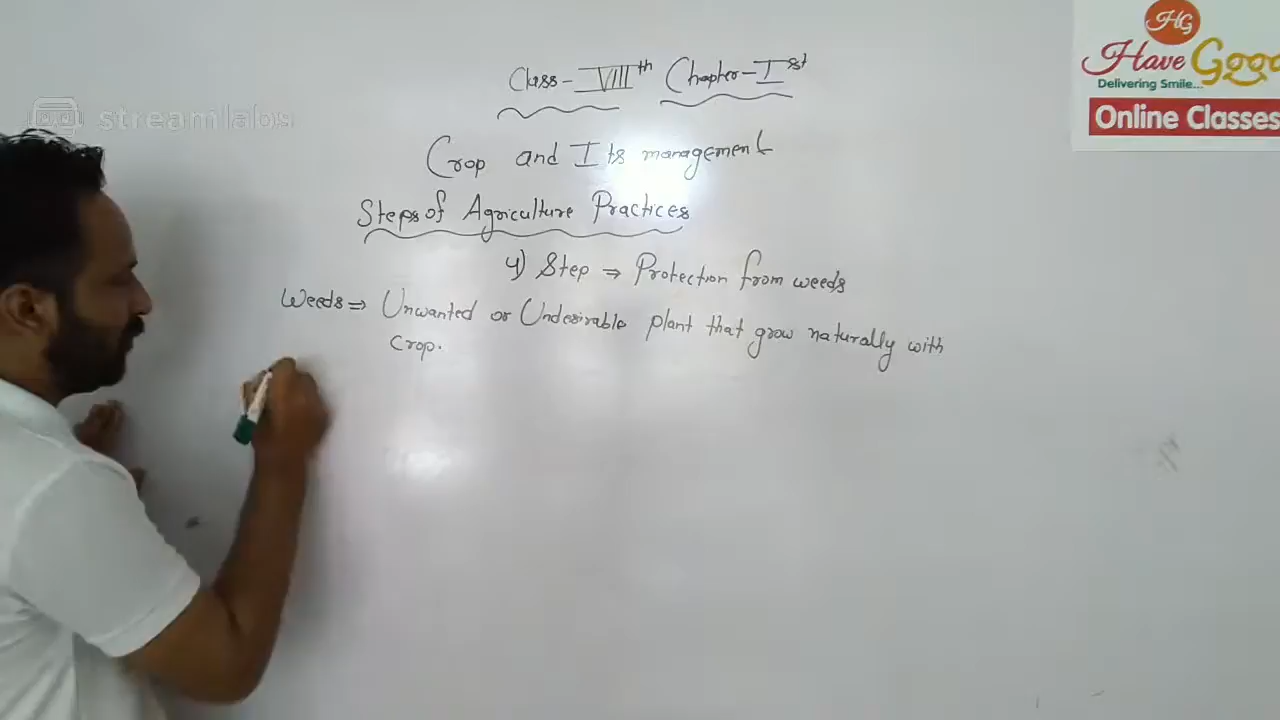 HG
Have Good
Delivering Smile...
Online Classes
streamlabs
Class-VIIIth Chapter-Ist
Crop and Its management
Steps of Agriculture Practices
4) Step ⇒ Protection from weeds
Weeds ⇒ Unwanted or Undesirable plant that grow naturally with
crop.